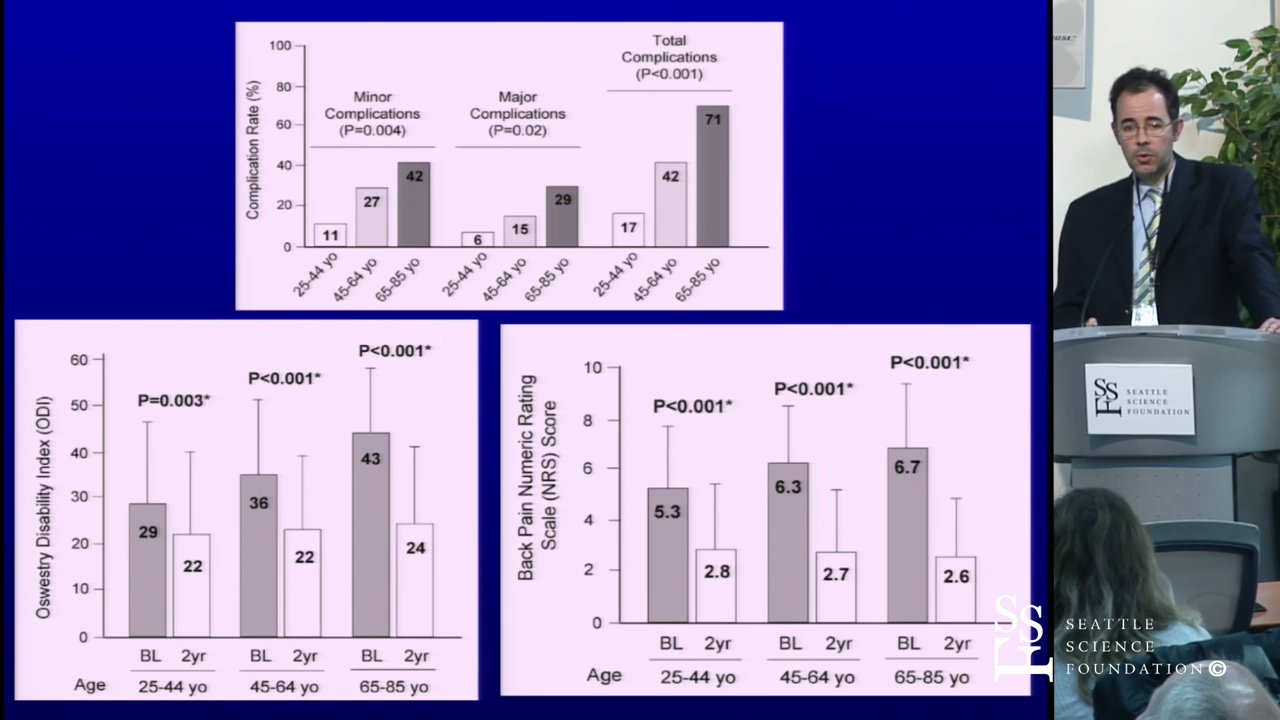 Complication Rate (%)
100
80
60
40
20
0
Minor
Complications
(P=0.004)
Major
Complications
(P=0.02)
Total
Complications
(P<0.001)
11
27
42
6
15
29
17
42
71
25-44 yo
45-64 yo
65-85 yo
25-44 yo
45-64 yo
65-85 yo
25-44 yo
45-64 yo
65-85 yo
Oswestry Disability Index (ODI)
60
50
40
30
20
10
0
P=0.003*
P<0.001*
P<0.001*
29
22
36
22
43
24
BL 2yr BL 2yr BL 2yr
Age 25-44 yo 45-64 yo 65-85 yo
Back Pain Numeric Rating
Scale (NRS) Score
10
8
6
4
2
0
P<0.001*
P<0.001*
P<0.001*
5.3
2.8
6.3
2.7
6.7
2.6
BL 2yr BL 2yr BL 2yr
Age 25-44 yo 45-64 yo 65-85 yo
SSF
SEATTLE
SCIENCE
FOUNDATION
SSF
SEATTLE
SCIENCE
FOUNDATION©